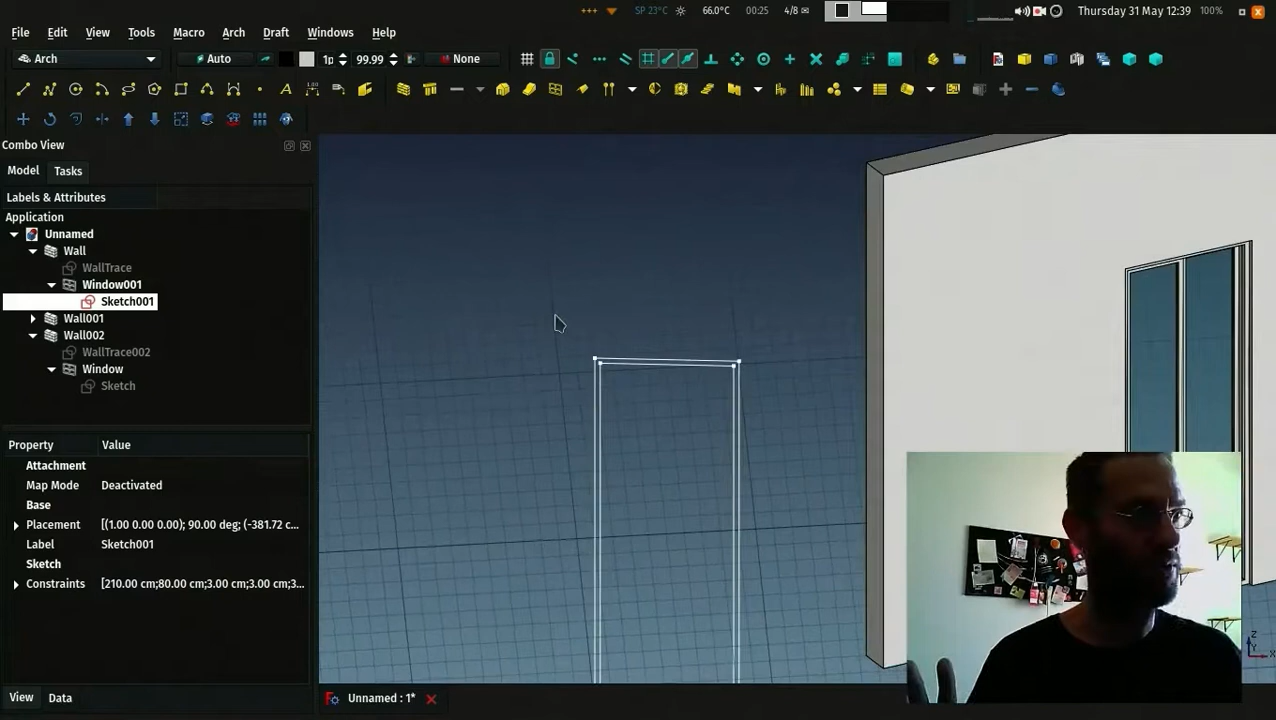 SP 23°C 66.0°C 00:25 4/8 Thursday 31 May 12:39 100%
File Edit View Tools Macro Arch Draft Windows Help
Arch Auto 1p 99.99 None
Combo View
Model Tasks
Labels & Attributes
Application
Unnamed
Wall
WallTrace
Window001
Sketch001
Wall001
Wall002
WallTrace002
Window
Sketch
Property Value
Attachment
Map Mode Deactivated
Base
Placement [(1.00 0.00 0.00); 90.00 deg; (-381.72 c...
Label Sketch001
Sketch
Constraints [210.00 cm;80.00 cm;3.00 cm;3.00 cm;3...
Z
Y
X
View Data
Unnamed : 1*